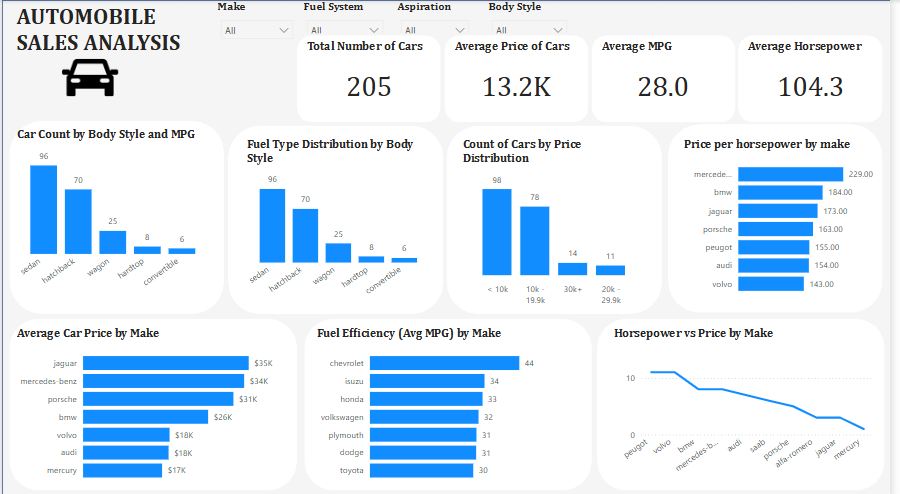 AUTOMOBILE
SALES ANALYSIS
Make
Fuel System
Aspiration
Body Style
All
All
All
All
Total Number of Cars
205
Average Price of Cars
13.2K
Average MPG
28.0
Average Horsepower
104.3
Car Count by Body Style and MPG
96
70
25
8
6
sedan
hatchback
wagon
hardtop
convertible
Fuel Type Distribution by Body
Style
96
70
25
8
6
sedan
hatchback
wagon
hardtop
convertible
Count of Cars by Price
Distribution
98
78
14
11
< 10k
10k -
19.9k
30k+
20k -
29.9k
Price per horsepower by make
mercede... 229.00
bmw 184.00
jaguar 173.00
porsche 163.00
peugot 155.00
audi 154.00
volvo 143.00
Average Car Price by Make
jaguar $35K
mercedes-benz $34K
porsche $31K
bmw $26K
volvo $18K
audi $18K
mercury $17K
Fuel Efficiency (Avg MPG) by Make
chevrolet 44
isuzu 34
honda 33
volkswagen 32
plymouth 31
dodge 31
toyota 30
Horsepower vs Price by Make
10
0
peugot
volvo
bmw
mercedes-b...
audi
saab
porsche
alfa-romero
jaguar
mercury